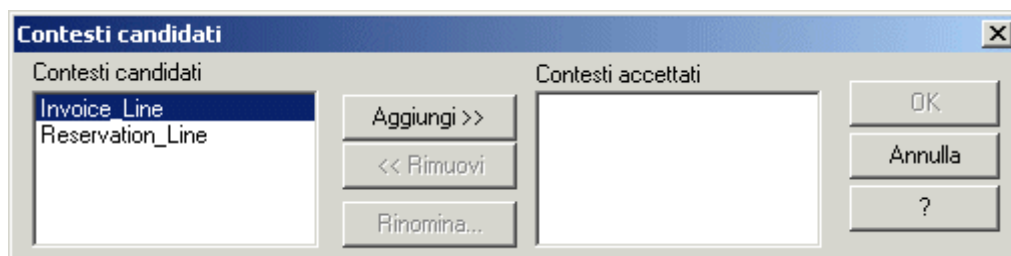 Contesti candidati
Contesti candidati
Invoice_Line
Reservation_Line
Aggiungi >>
<< Rimuovi
Rinomina...
Contesti accettati
OK
Annulla
?